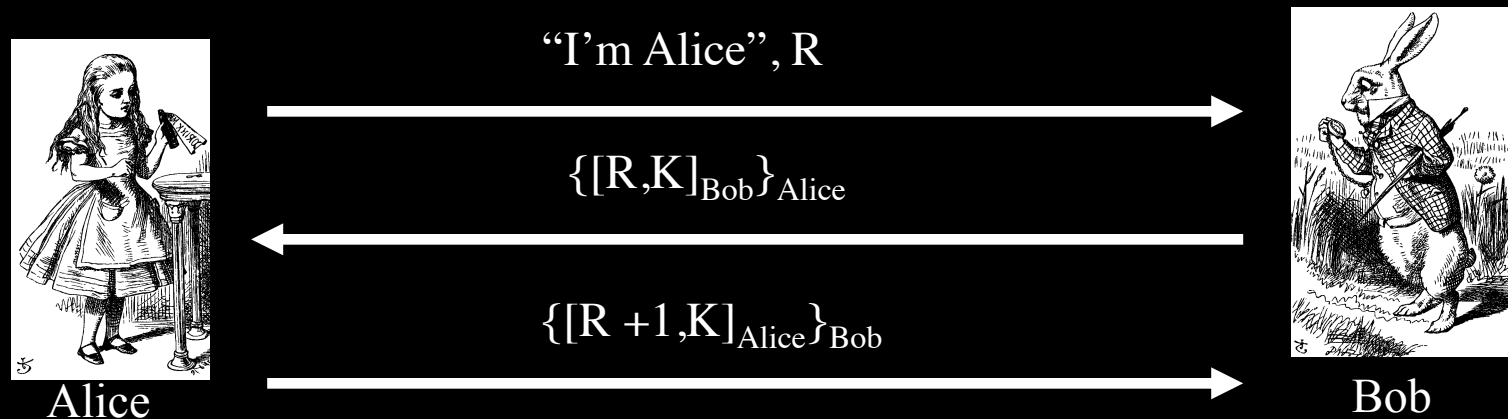 “I’m Alice”, R
{[R,K]Bob}Alice
{[R +1,K]Alice}Bob
Alice
Bob